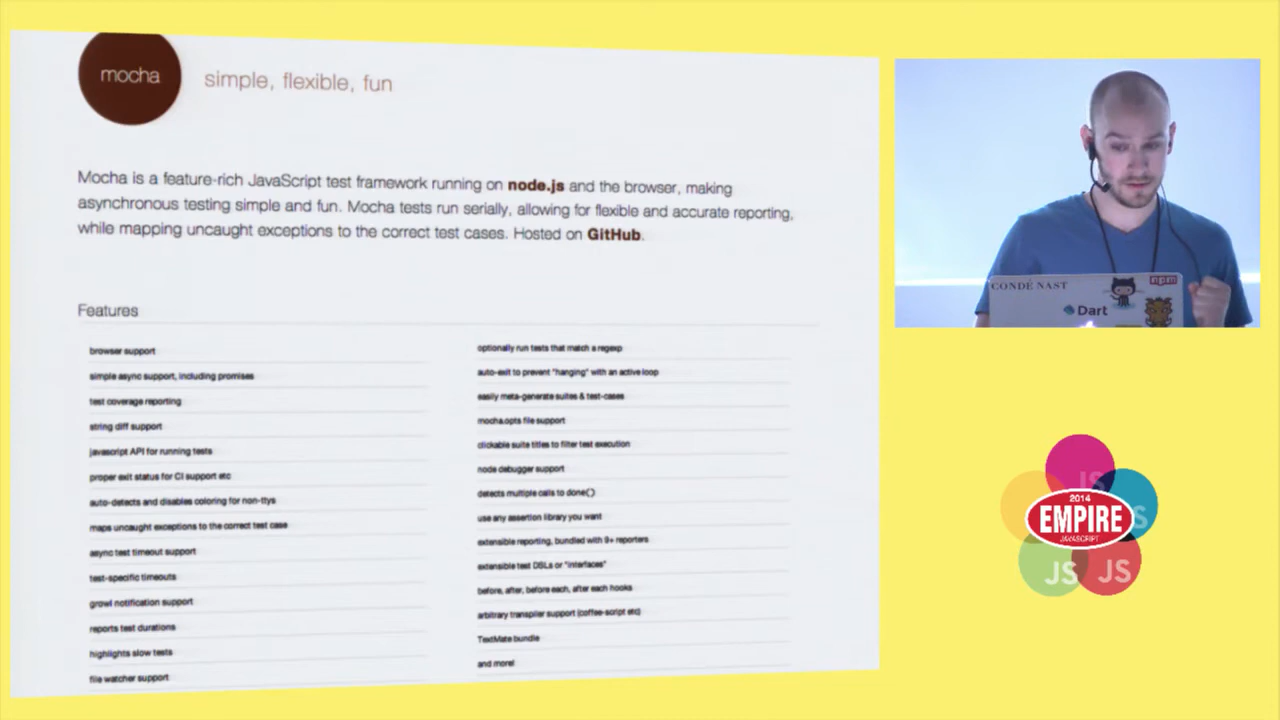 mocha
simple, flexible, fun
Mocha is a feature-rich JavaScript test framework running on node.js and the browser, making
asynchronous testing simple and fun. Mocha tests run serially, allowing for flexible and accurate reporting,
while mapping uncaught exceptions to the correct test cases. Hosted on GitHub.
Features
browser support
simple async support, including promises
test coverage reporting
string diff support
javascript API for running tests
proper exit status for CI support etc
auto-detects and disables coloring for non-ttys
maps uncaught exceptions to the correct test case
async test timeout support
test-specific timeouts
growl notification support
reports test durations
highlights slow tests
file watcher support
optionally run tests that match a regexp
auto-exit to prevent "hanging" with an active loop
easily meta-generate suites & test-cases
mocha.opts file support
clickable suite titles to filter test execution
node debugger support
detects multiple calls to done()
use any assertion library you want
extensible reporting, bundled with 9+ reporters
extensible test DSLs or "interfaces"
before, after, before each, after each hooks
arbitrary transpiler support (coffee-script etc)
TextMate bundle
and more!
CONDÉ NAST
npm
Dart
JS
2014
EMPIRE
JAVASCRIPT
S
JS
JS